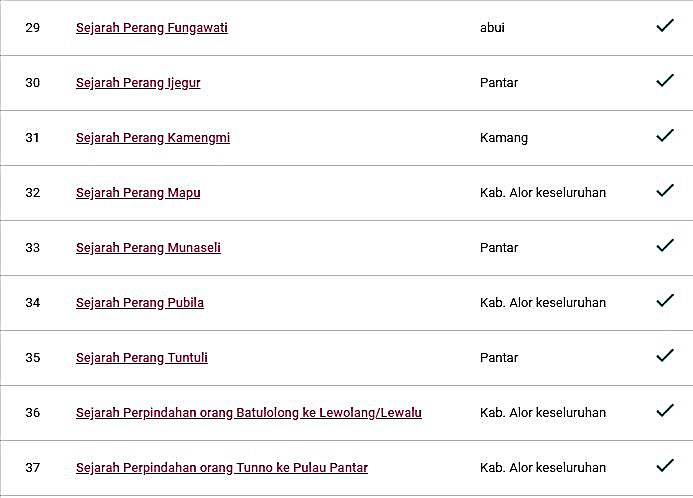 29 Sejarah Perang Fungawati abui ✓
30 Sejarah Perang Ijegur Pantar ✓
31 Sejarah Perang Kamengmi Kamang ✓
32 Sejarah Perang Mapu Kab. Alor keseluruhan ✓
33 Sejarah Perang Munaseli Pantar ✓
34 Sejarah Perang Pubila Kab. Alor keseluruhan ✓
35 Sejarah Perang Tuntuli Pantar ✓
36 Sejarah Perpindahan orang Batulolong ke Lewolang/Lewalu Kab. Alor keseluruhan ✓
37 Sejarah Perpindahan orang Tunno ke Pulau Pantar Kab. Alor keseluruhan ✓